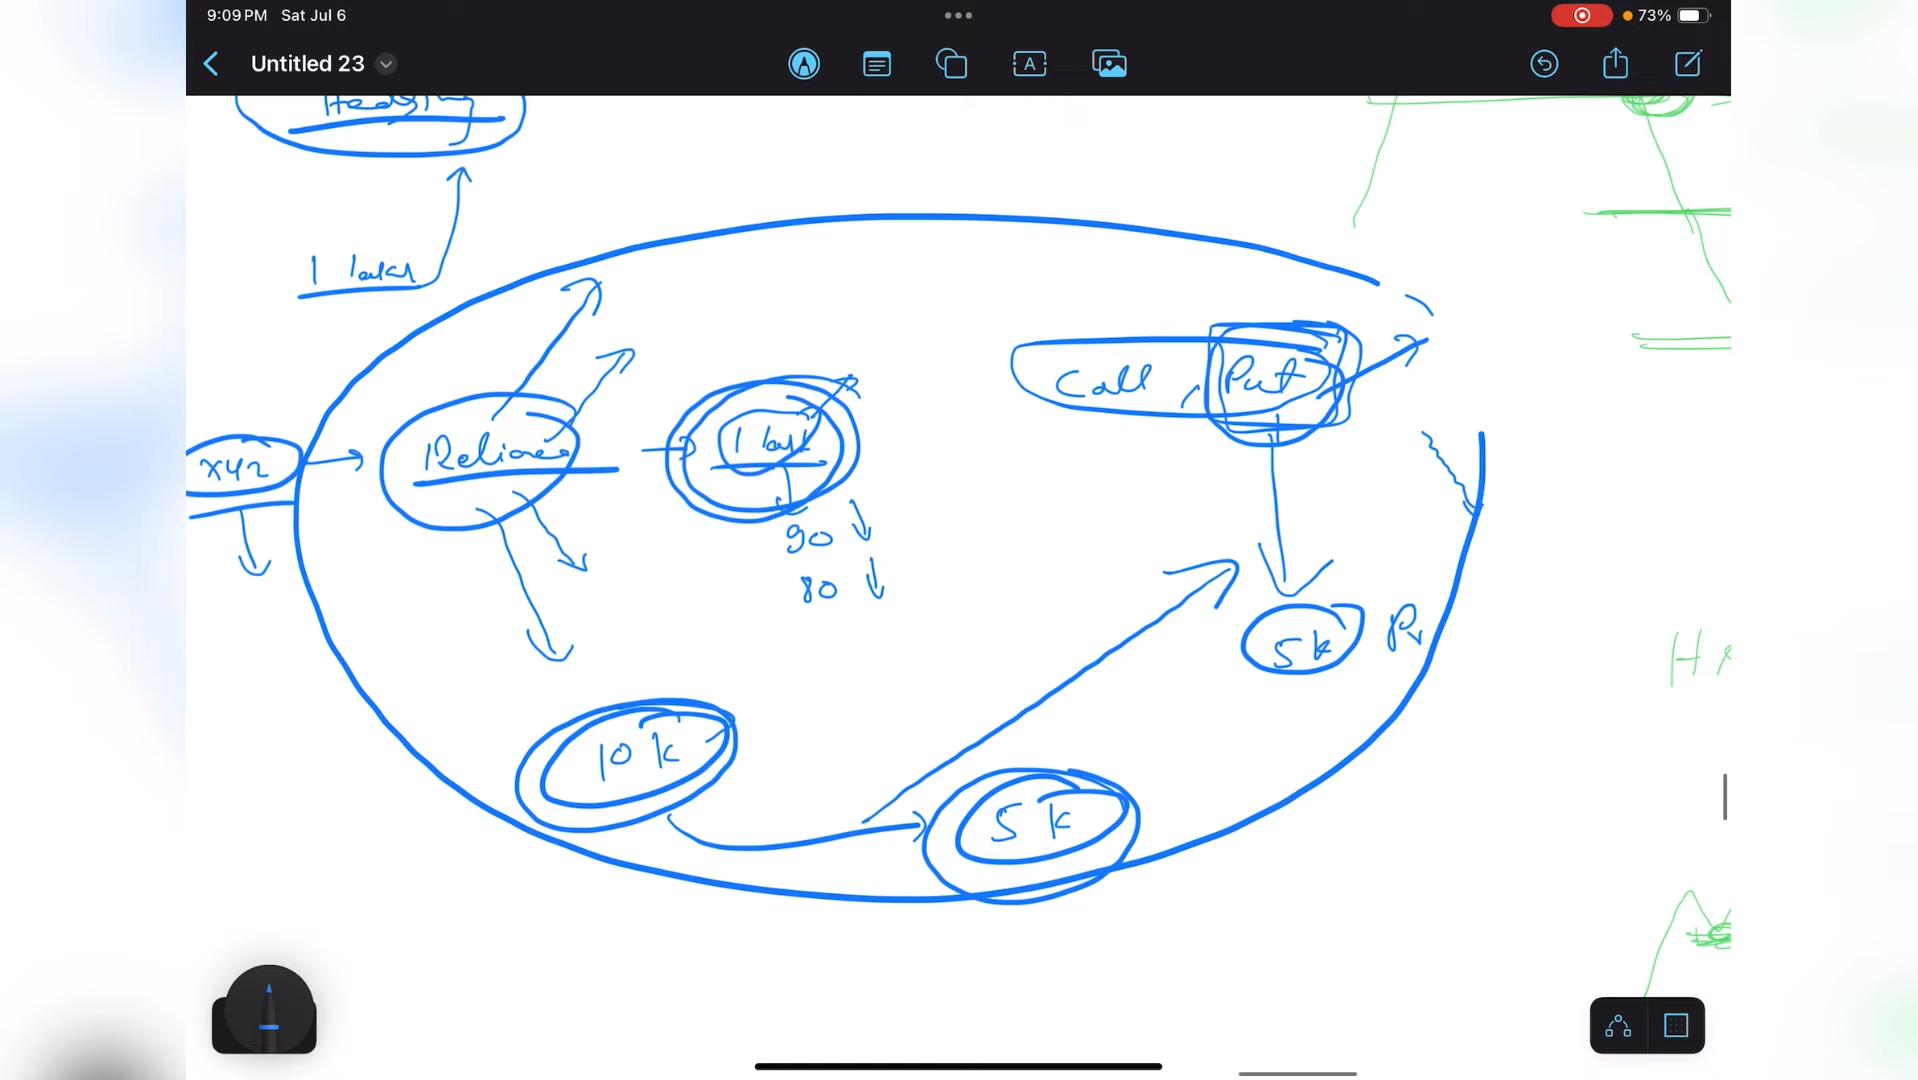 9:09 PM Sat Jul 6
73%
Untitled 23
A
1 lakh
Call , Put
xyz
Reliance
1 lakh
90
80
5k Pr
10k
5k
H